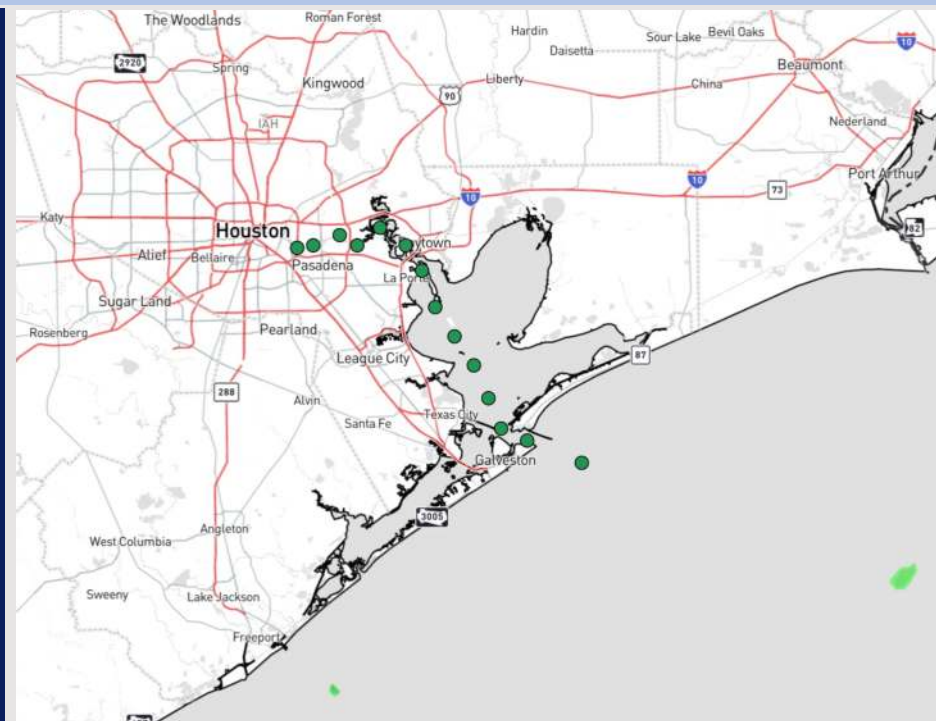 The Woodlands
Roman Forest
Hardin
Daisetta
Sour Lake
Bevil Oaks
10
2920
Spring
Kingwood
Liberty
China
Beaumont
90
IAH
Nederland
Port Arthur
10
10
73
Katy
Houston
82
Alief
Bellaire
Pasadena
ytown
La Port
Sugar Land
Rosenberg
Pearland
League City
87
288
Alvin
Texas City
Santa Fe
Galveston
3005
Angleton
West Columbia
Sweeny
Lake Jackson
Freeport